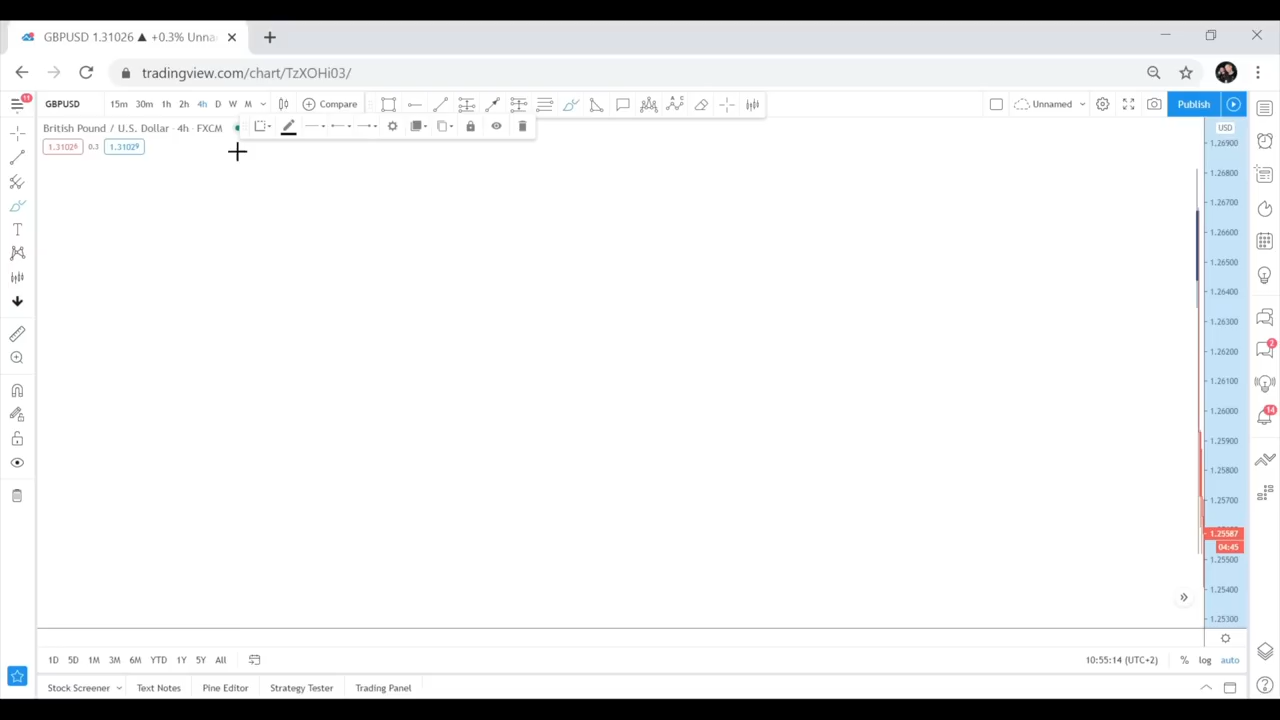 GBPUSD 1.31026 ▲ +0.3% Unna
tradingview.com/chart/TzXOHi03/
11
GBPUSD 15m 30m 1h 2h 4h D W M Compare Unnamed Publish
British Pound / U.S. Dollar · 4h · FXCM
1.31026 0.3 1.31029
USD
1.26900
1.26800
1.26700
1.26600
1.26500
1.26400
1.26300
1.26200
1.26100
1.26000
1.25900
1.25800
1.25700
1.25587
04:45
1.25500
1.25400
1.25300
2
14
1D 5D 1M 3M 6M YTD 1Y 5Y All 10:55:14 (UTC+2) % log auto
Stock Screener Text Notes Pine Editor Strategy Tester Trading Panel